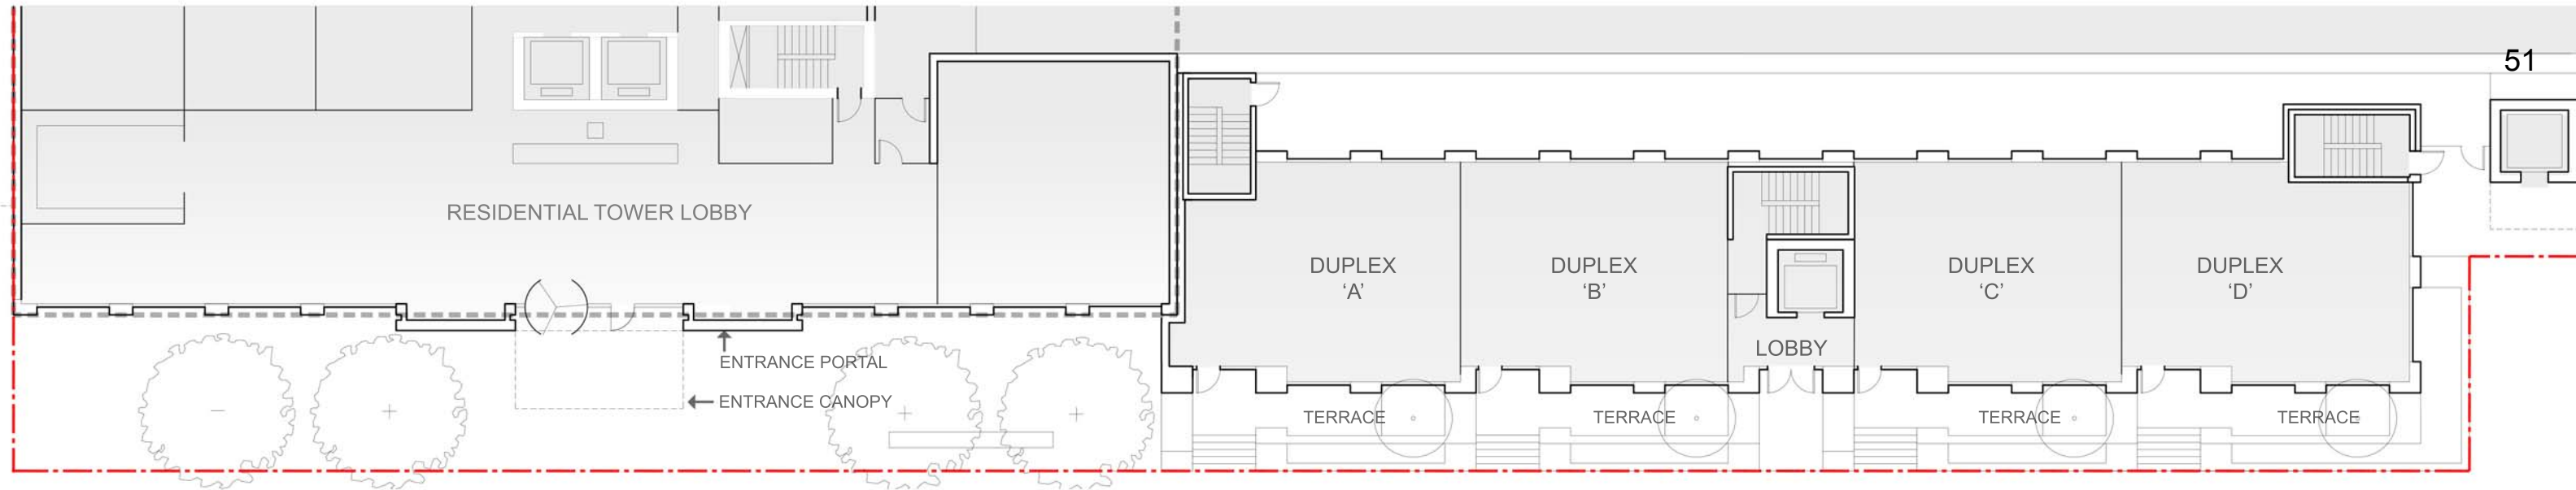 51
RESIDENTIAL TOWER LOBBY
DUPLEX
‘A’
DUPLEX
‘B’
DUPLEX
‘C’
DUPLEX
‘D’
LOBBY
ENTRANCE PORTAL
ENTRANCE CANOPY
TERRACE
TERRACE
TERRACE
TERRACE